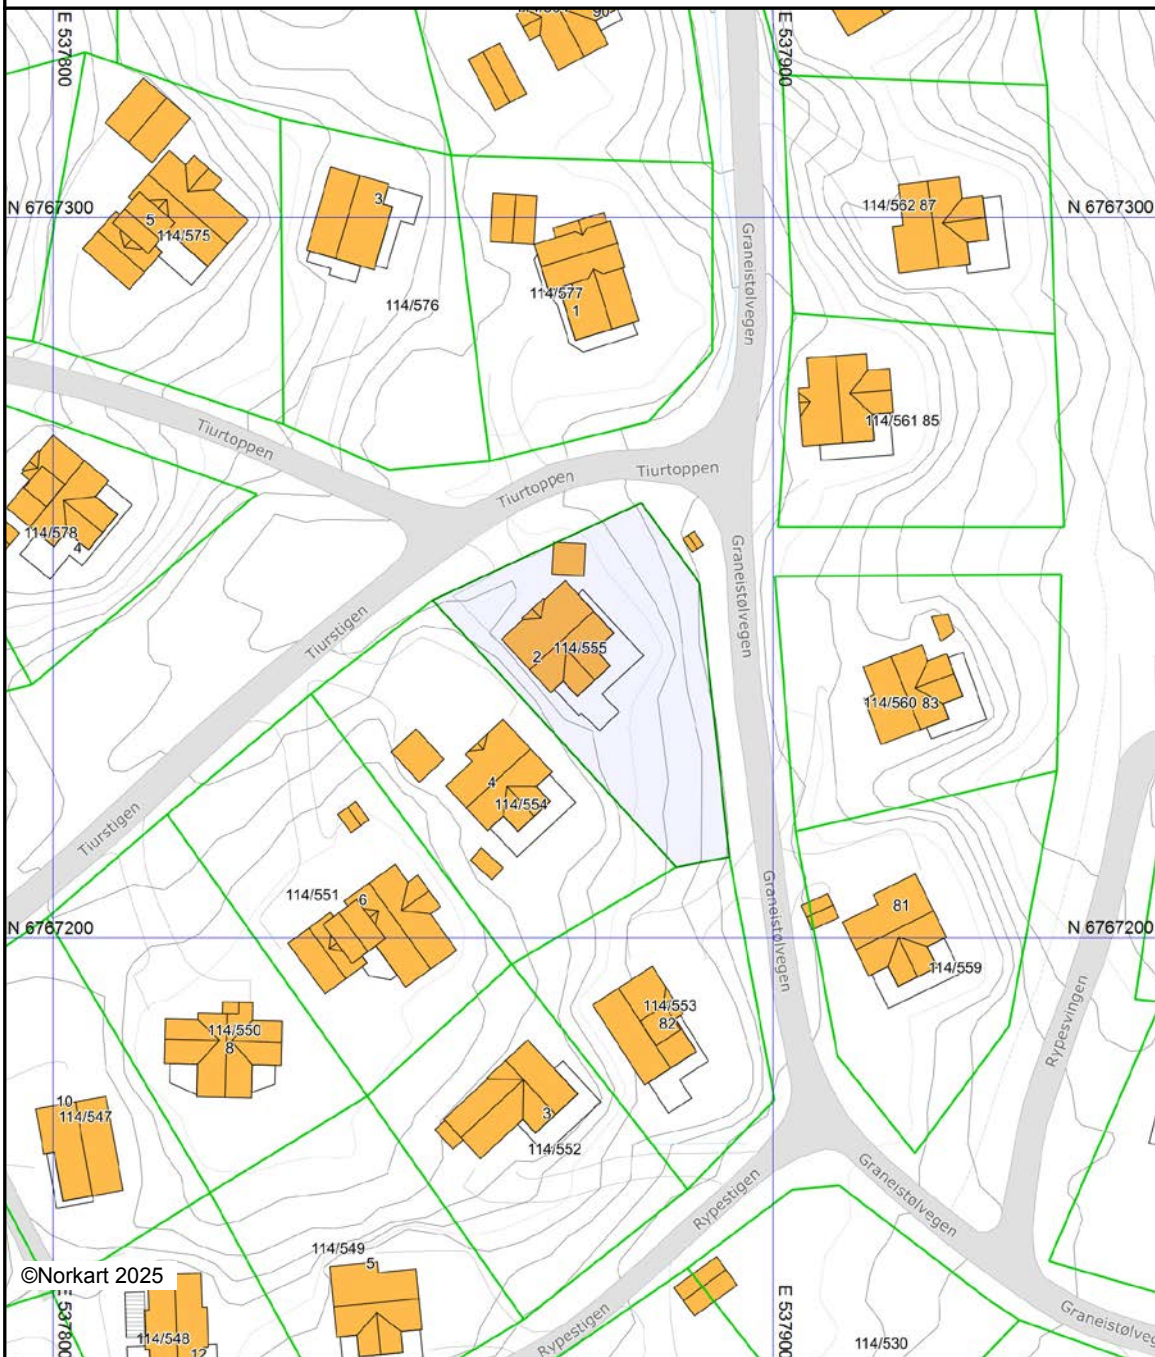 90
E 537800
E 537900
3
114/562 87
N 6767300
N 6767300
5
114/575
Graneistølvegen
114/577
114/576
1
114/561 85
Tiurtoppen
Tiurtoppen
Tiurtoppen
114/578
4
Graneistølvegen
Tiurstigen
114/555
2
114/560 83
4
114/554
Tiurstigen
114/551
6
Graneistølvegen
81
N 6767200
N 6767200
114/559
114/553
82
Rypesvingen
114/550
8
10
114/547
3
114/552
Graneistølvegen
Rypestigen
114/549
5
©Norkart 2025
E 537800
E 537900
Rypestigen
Graneistølveg
114/548
12
114/530